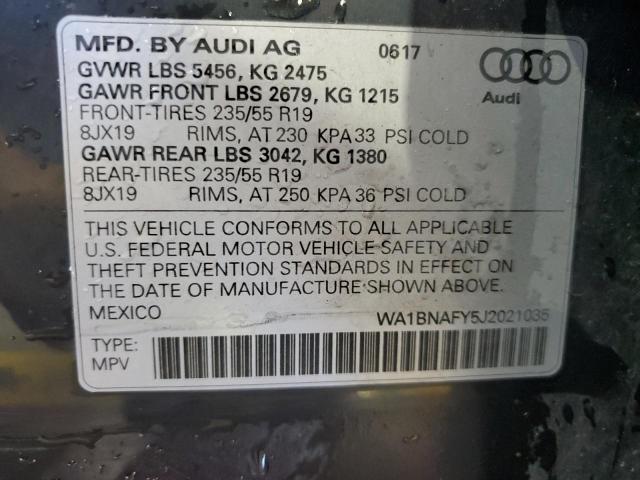 MFD. BY AUDI AG 0617
GVWR LBS 5456, KG 2475
GAWR FRONT LBS 2679, KG 1215
Audi
FRONT-TIRES 235/55 R19
8JX19 RIMS, AT 230 KPA 33 PSI COLD
GAWR REAR LBS 3042, KG 1380
REAR-TIRES 235/55 R19
8JX19 RIMS, AT 250 KPA 36 PSI COLD
THIS VEHICLE CONFORMS TO ALL APPLICABLE
U.S. FEDERAL MOTOR VEHICLE SAFETY AND
THEFT PREVENTION STANDARDS IN EFFECT ON
THE DATE OF MANUFACTURE SHOWN ABOVE.
MEXICO WA1BNAFY5J2021035
TYPE:
MPV